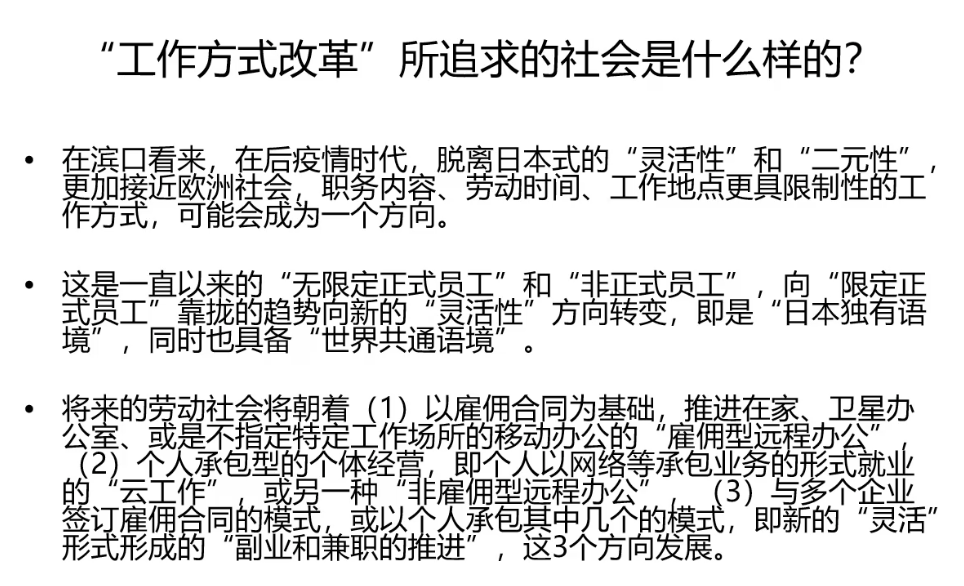 “工作方式改革”所追求的社会是什么样的？
• 在滨口看来，在后疫情时代，脱离日本式的“灵活性”和“二元性”，
更加接近欧洲社会，职务内容、劳动时间、工作地点更具限制性的工
作方式，可能会成为一个方向。
• 这是一直以来的“无限定正式员工”和“非正式员工”，向“限定正
式员工”靠拢的趋势向新的“灵活性”方向转变，即是“日本独有语
境”，同时也具备“世界共通语境”。
• 将来的劳动社会将朝着（1）以雇佣合同为基础，推进在家、卫星办
公室、或是不指定特定工作场所的移动办公的“雇佣型远程办公”，
（2）个人承包型的个体经营，即个人以网络等承包业务的形式就业
的“云工作”，或另一种“非雇佣型远程办公”，（3）与多个企业
签订雇佣合同的模式，或以个人承包其中几个的模式，即新的“灵活”
形式形成的“副业和兼职的推进”，这3个方向发展。